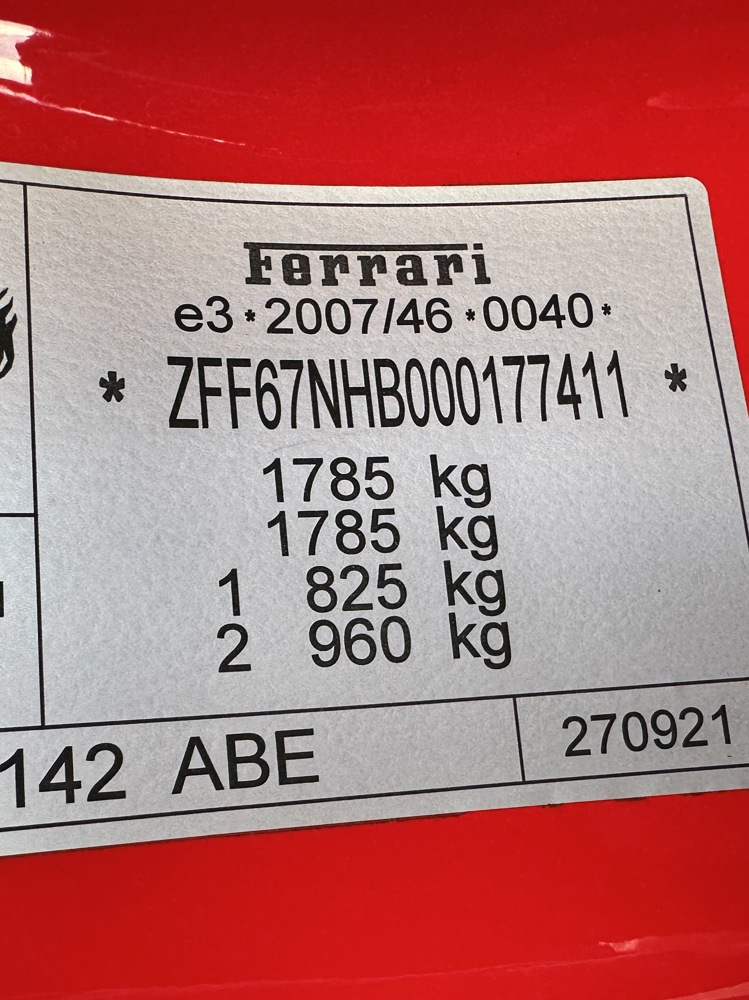 Ferrari
e3*2007/46*0040*
* ZFF67NHB000177411 *
1785 kg
1785 kg
1 825 kg
2 960 kg
142 ABE
270921